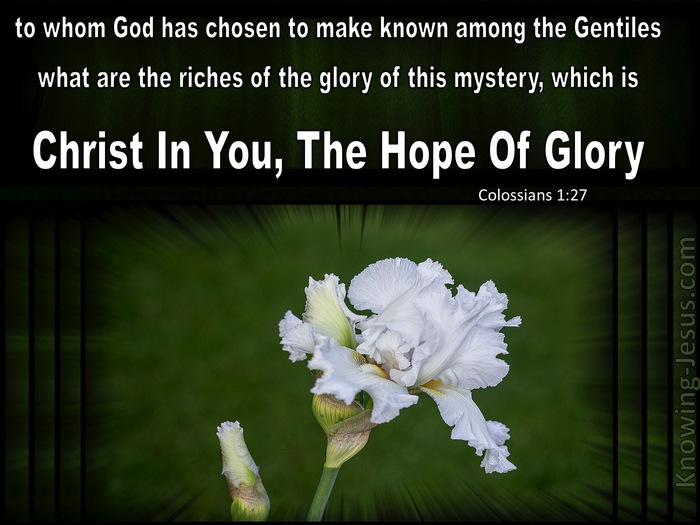 to whom God has chosen to make known among the Gentiles
what are the riches of the glory of this mystery, which is
Christ In You, The Hope Of Glory
Colossians 1:27
Knowing-Jesus.com